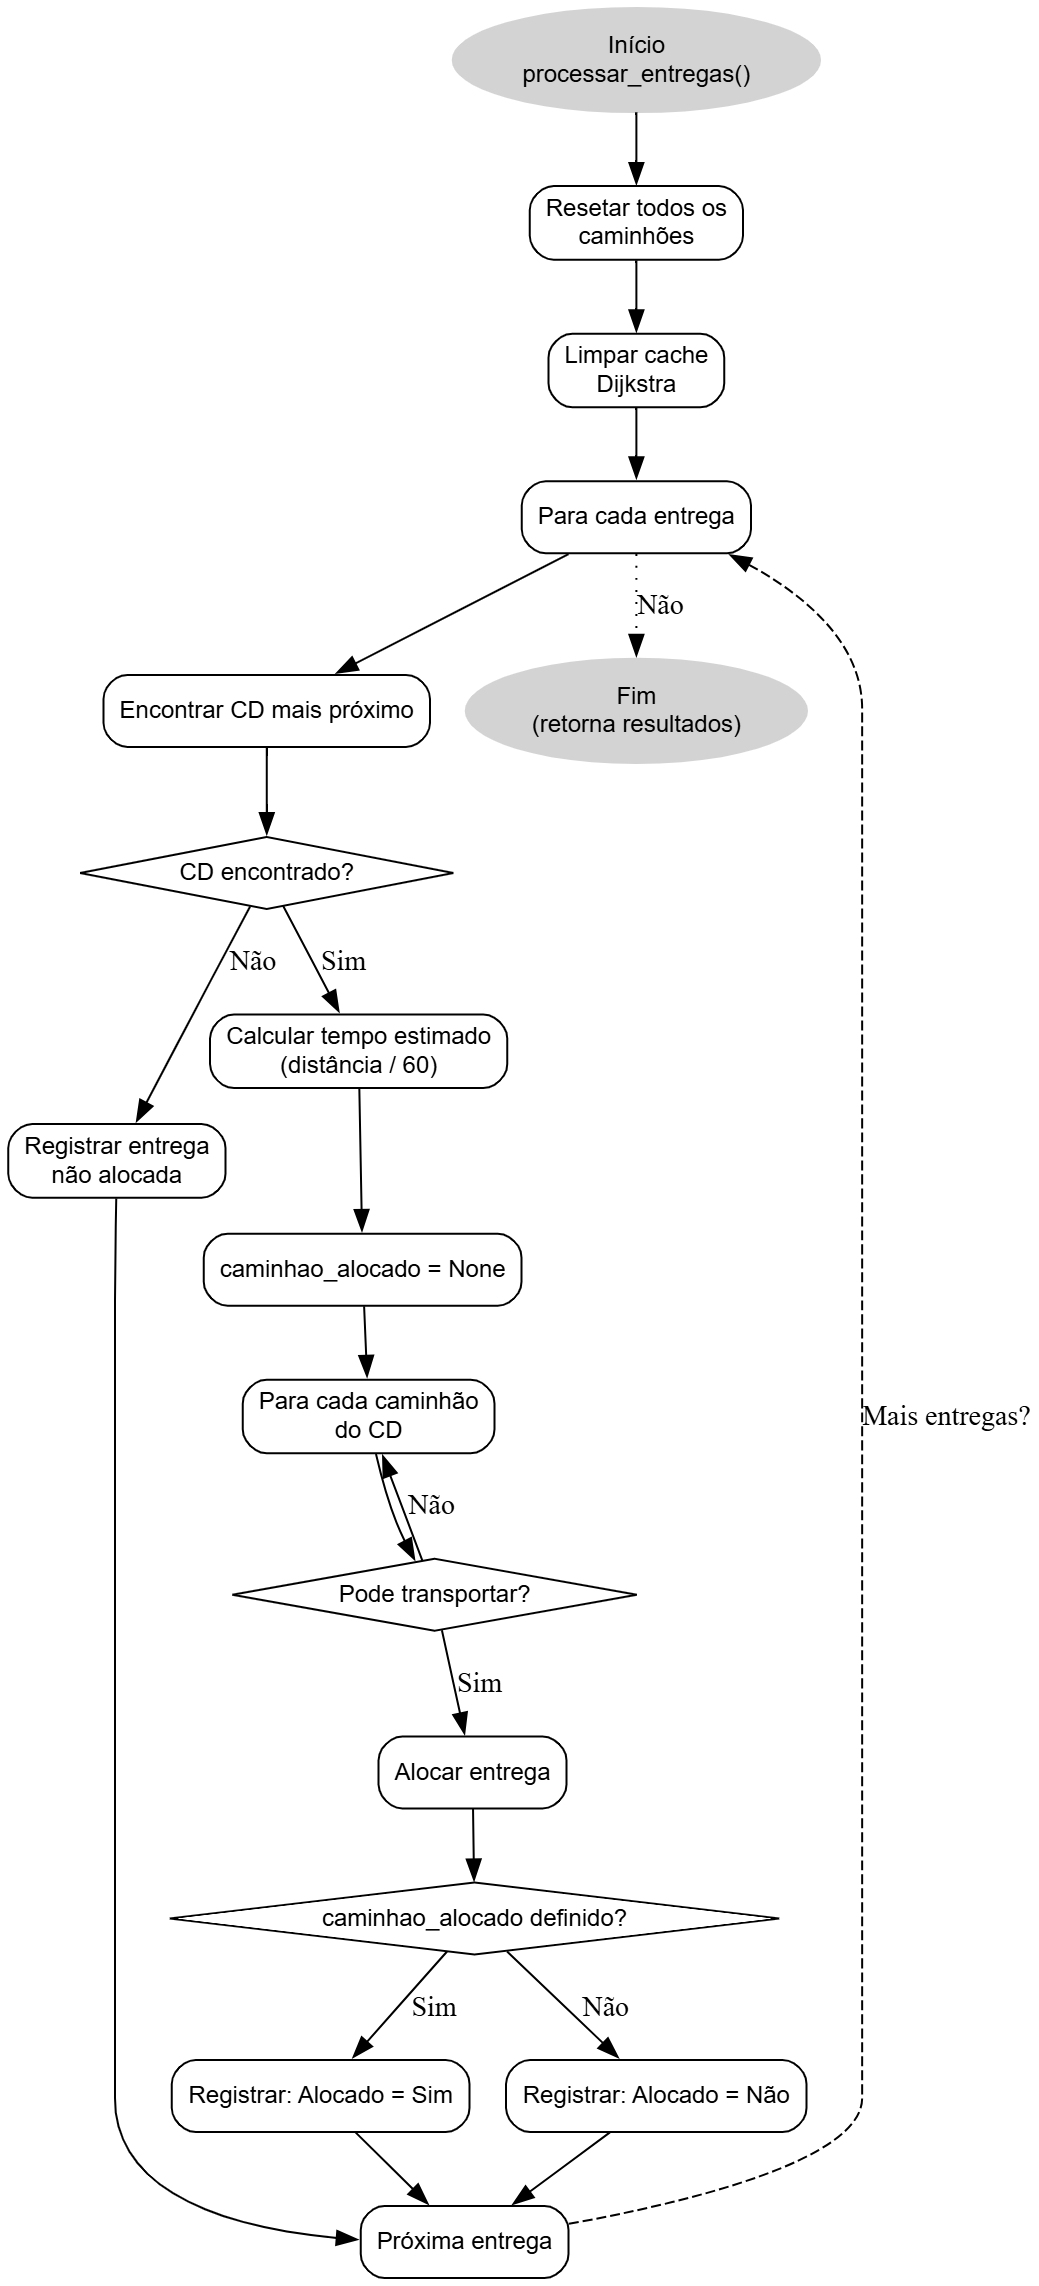 Início
processar_entregas()
Resetar todos os
caminhões
Limpar cache
Dijkstra
Para cada entrega
Não
Encontrar CD mais próximo
Fim
(retorna resultados)
CD encontrado?
Não
Sim
Calcular tempo estimado
(distância / 60)
Registrar entrega
não alocada
caminhao_alocado = None
Para cada caminhão
do CD
Mais entregas?
Não
Pode transportar?
Sim
Alocar entrega
caminhao_alocado definido?
Sim
Não
Registrar: Alocado = Sim
Registrar: Alocado = Não
Próxima entrega